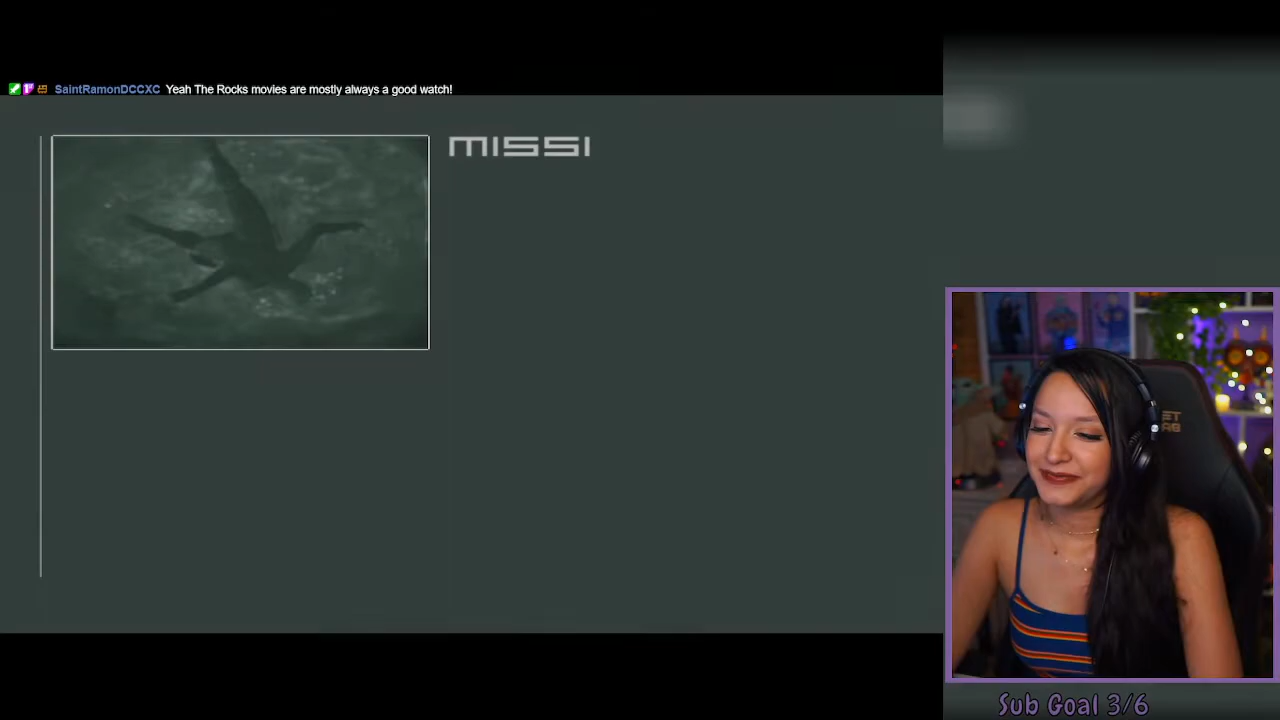 SaintRamonDCCXC Yeah The Rocks movies are mostly always a good watch!
MISSI
Sub Goal 3/6